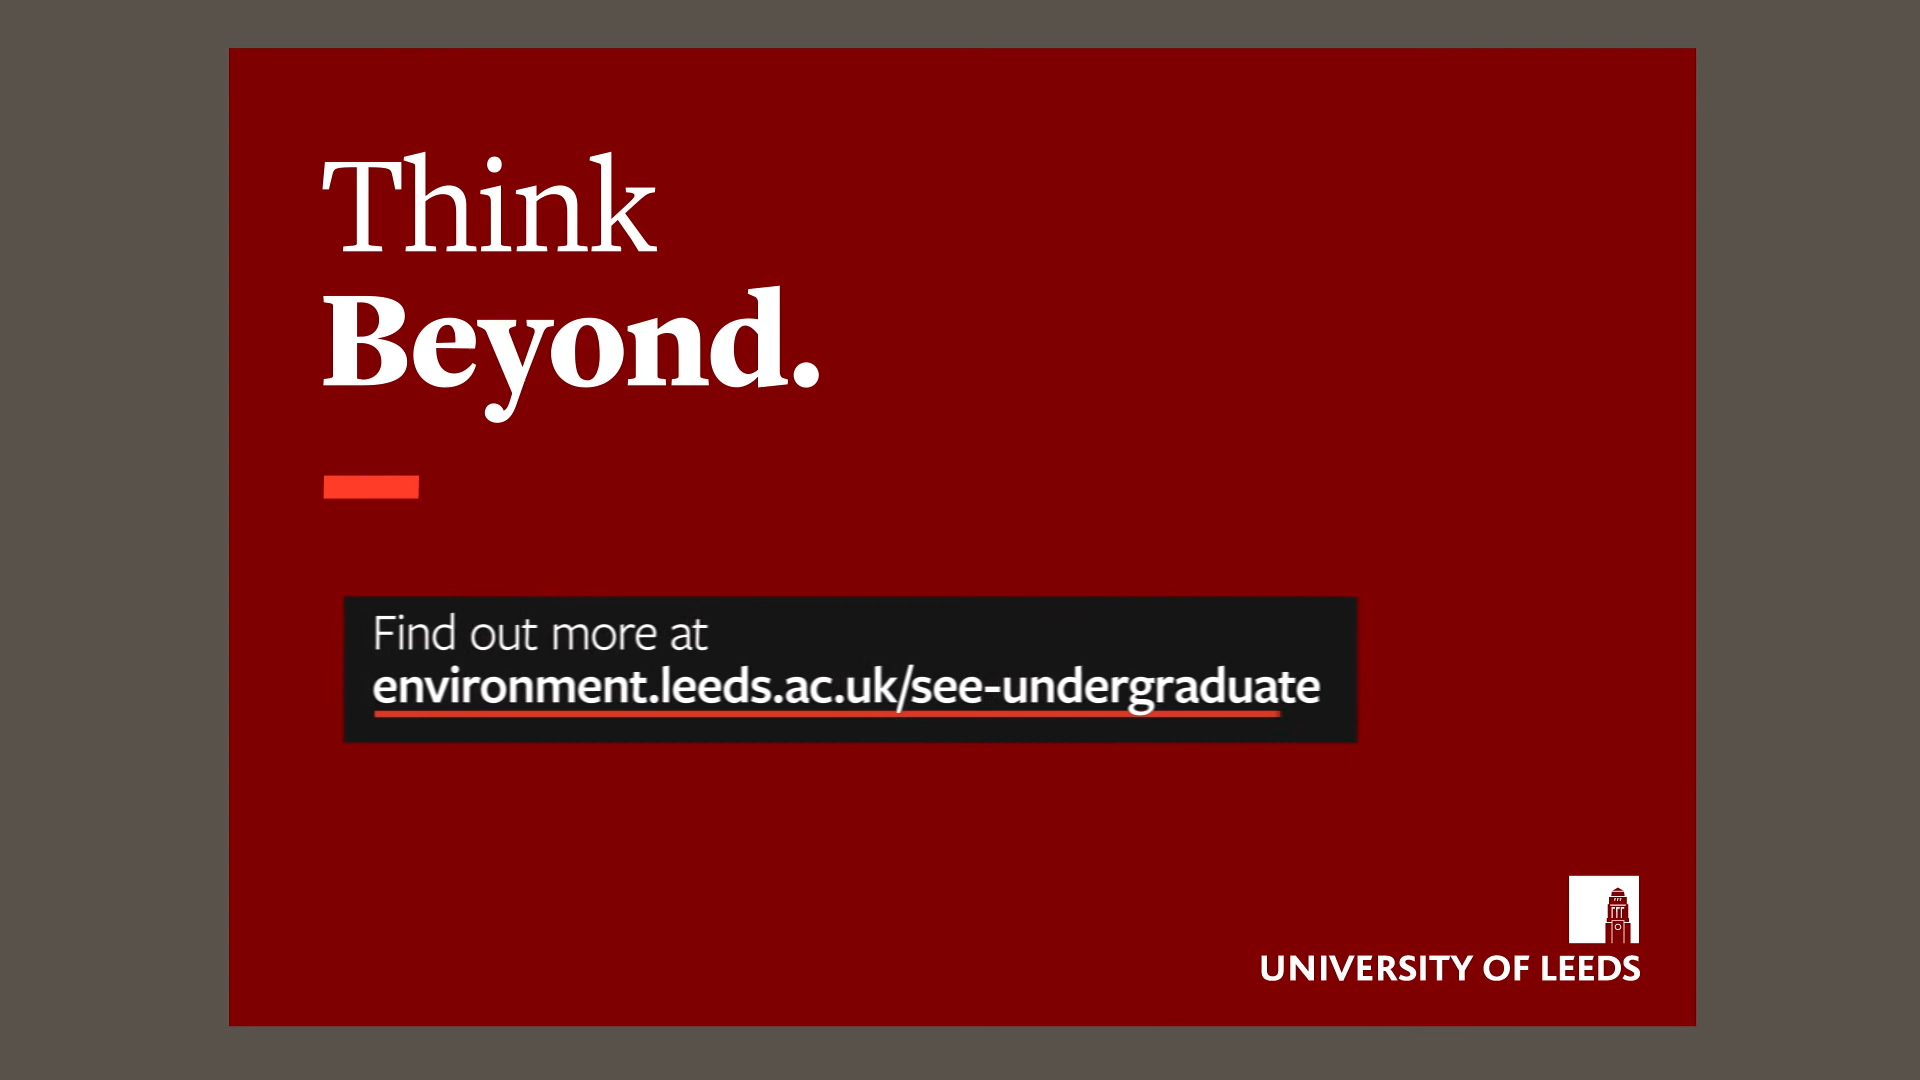 Think
Beyond.
Find out more at
environment.leeds.ac.uk/see-undergraduate
UNIVERSITY OF LEEDS